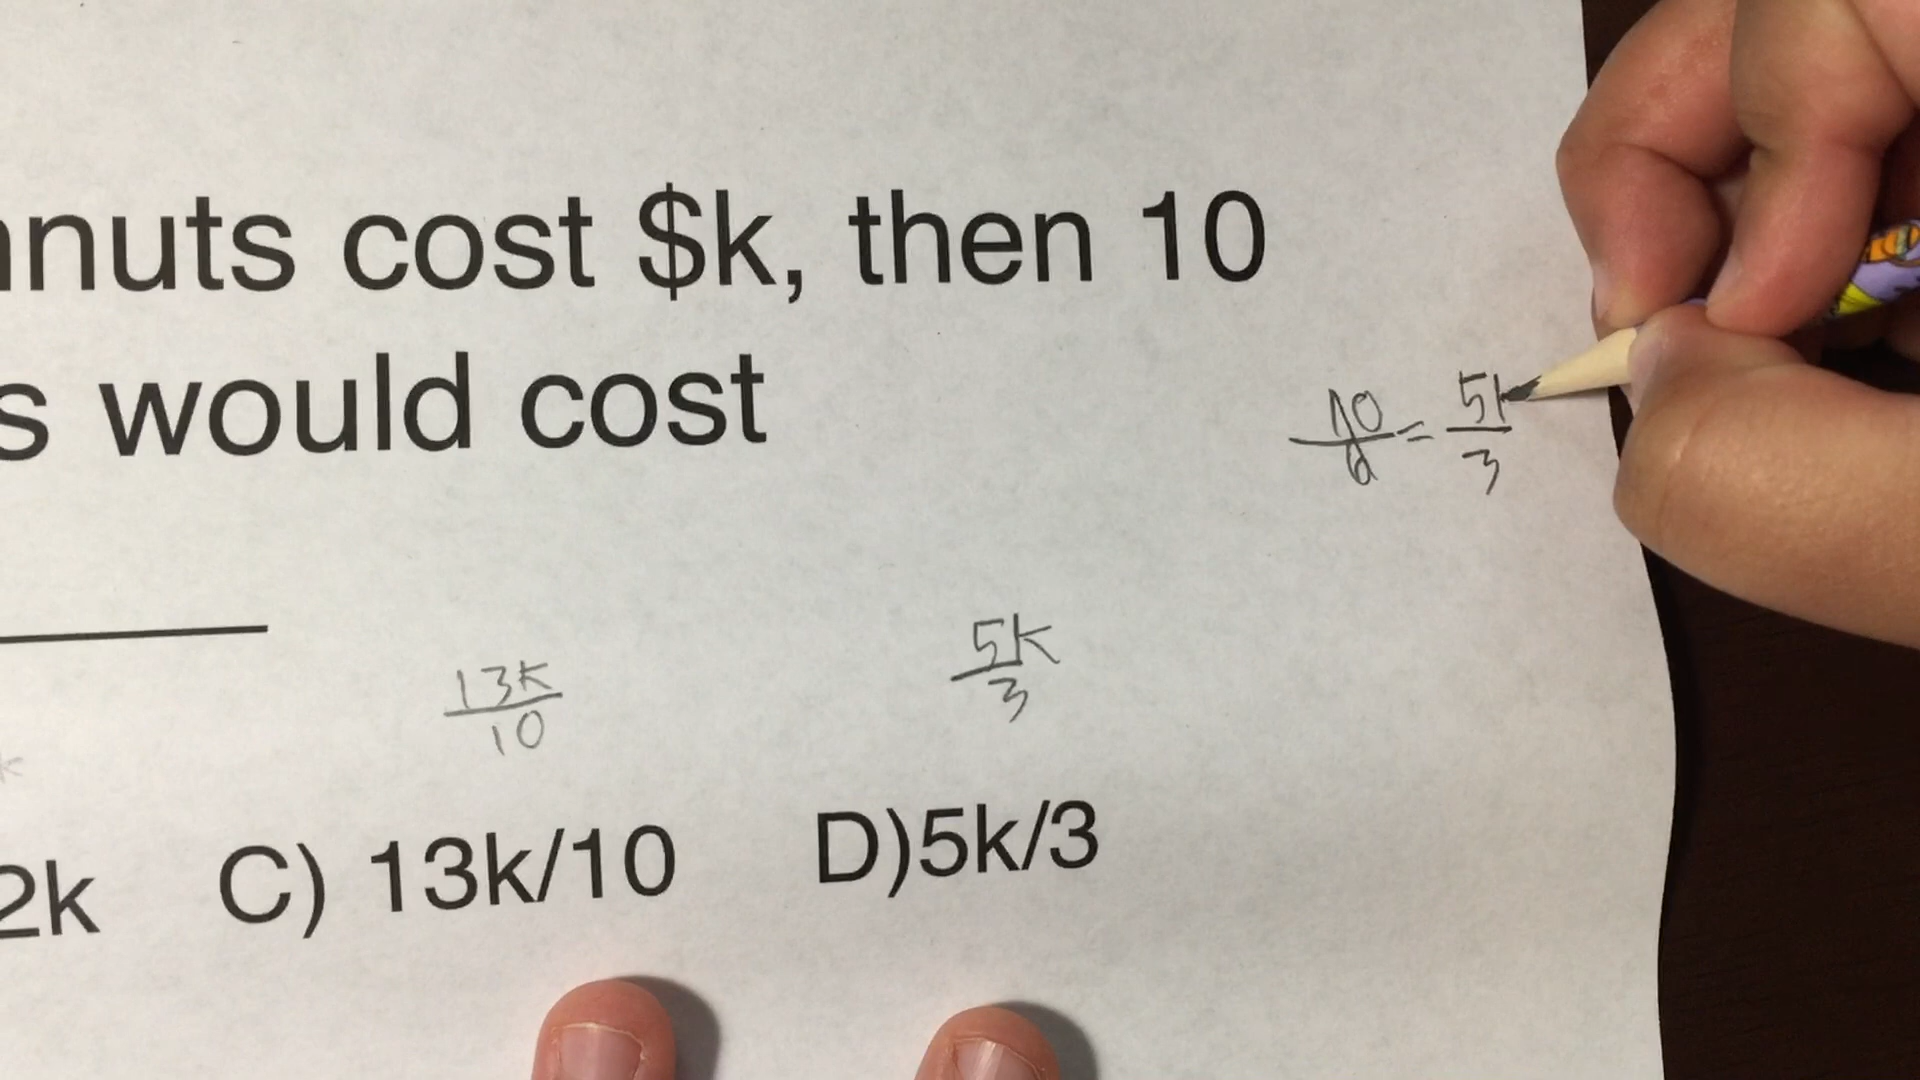 nuts cost $k, then 10
s would cost
10/6 = 5k/3
13k/10 5k/3
k
2k C) 13k/10 D)5k/3